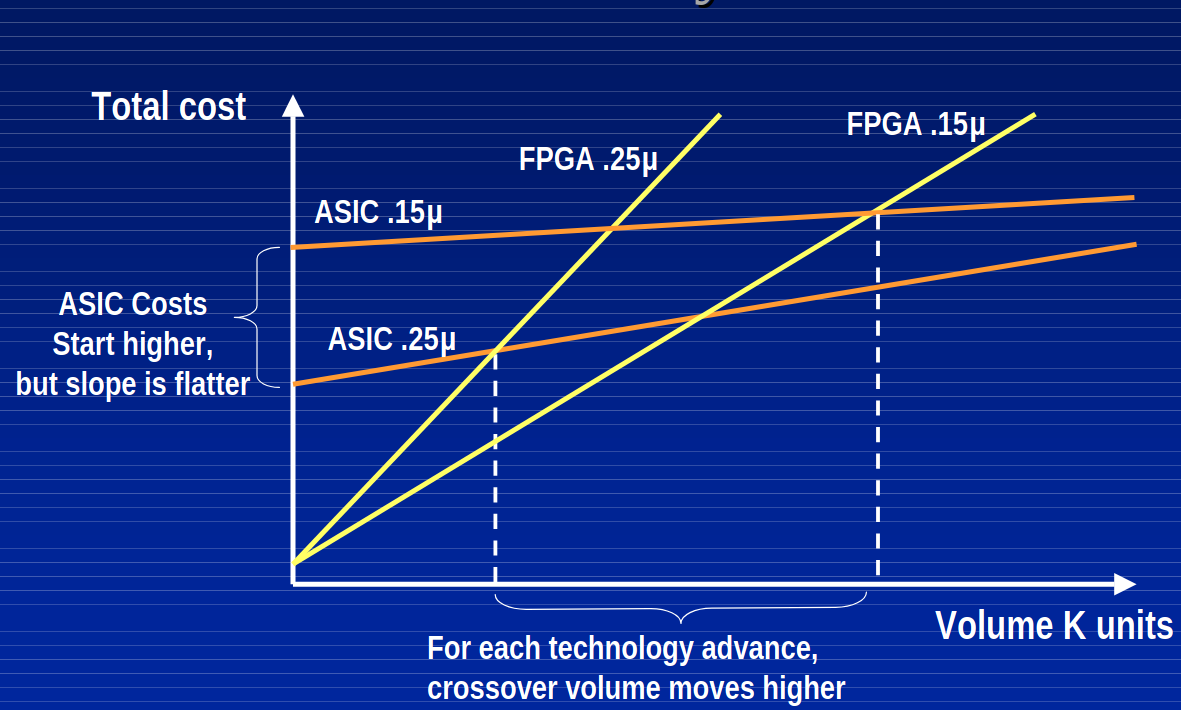 Total cost
FPGA .15µ
FPGA .25µ
ASIC .15µ
ASIC Costs
Start higher,
but slope is flatter
ASIC .25µ
Volume K units
For each technology advance,
crossover volume moves higher